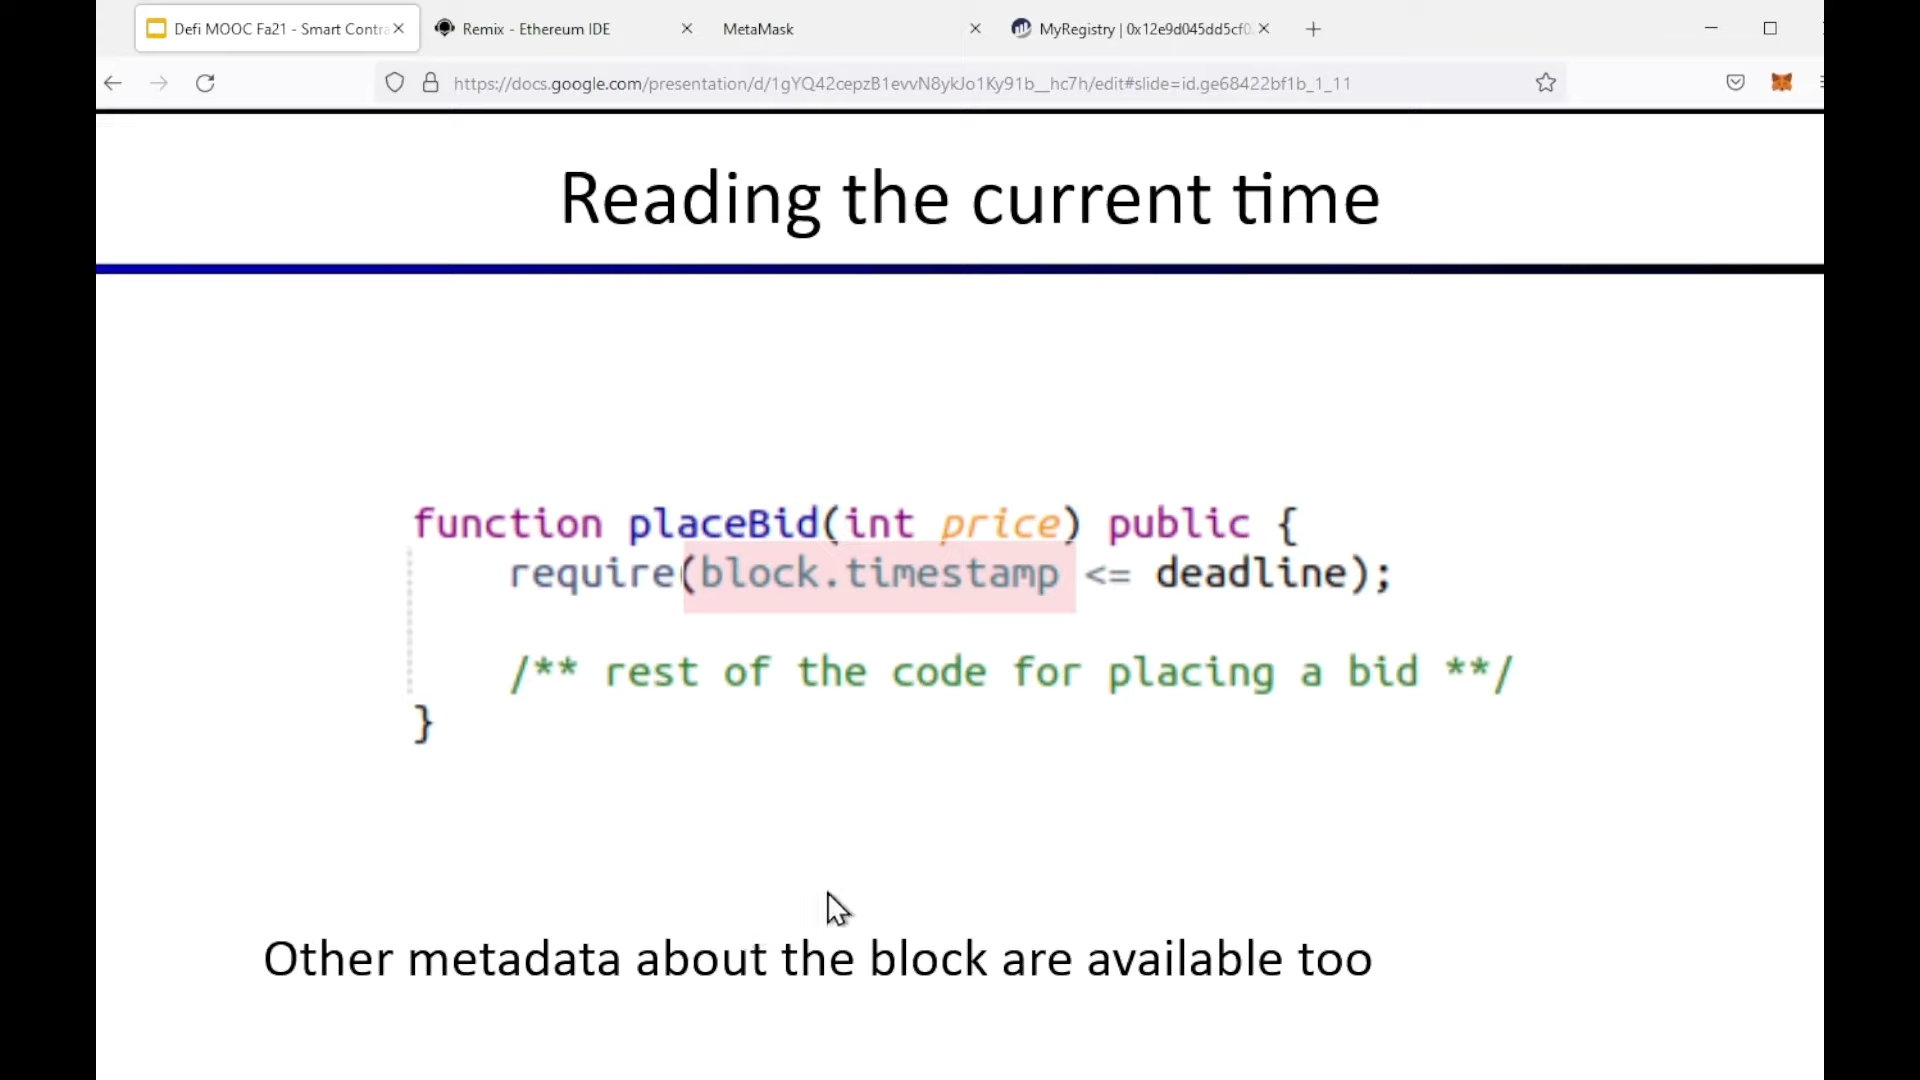 Defi MOOC Fa21 - Smart Contra
Remix - Ethereum IDE
MetaMask
MyRegistry | 0x12e9d045dd5cf0
https://docs.google.com/presentation/d/1gYQ42cepzB1evvN8ykJo1Ky91b__hc7h/edit#slide=id.ge68422bf1b_1_11
Reading the current time
function placeBid(int price) public {
require(block.timestamp <= deadline);
/** rest of the code for placing a bid **/
}
Other metadata about the block are available too